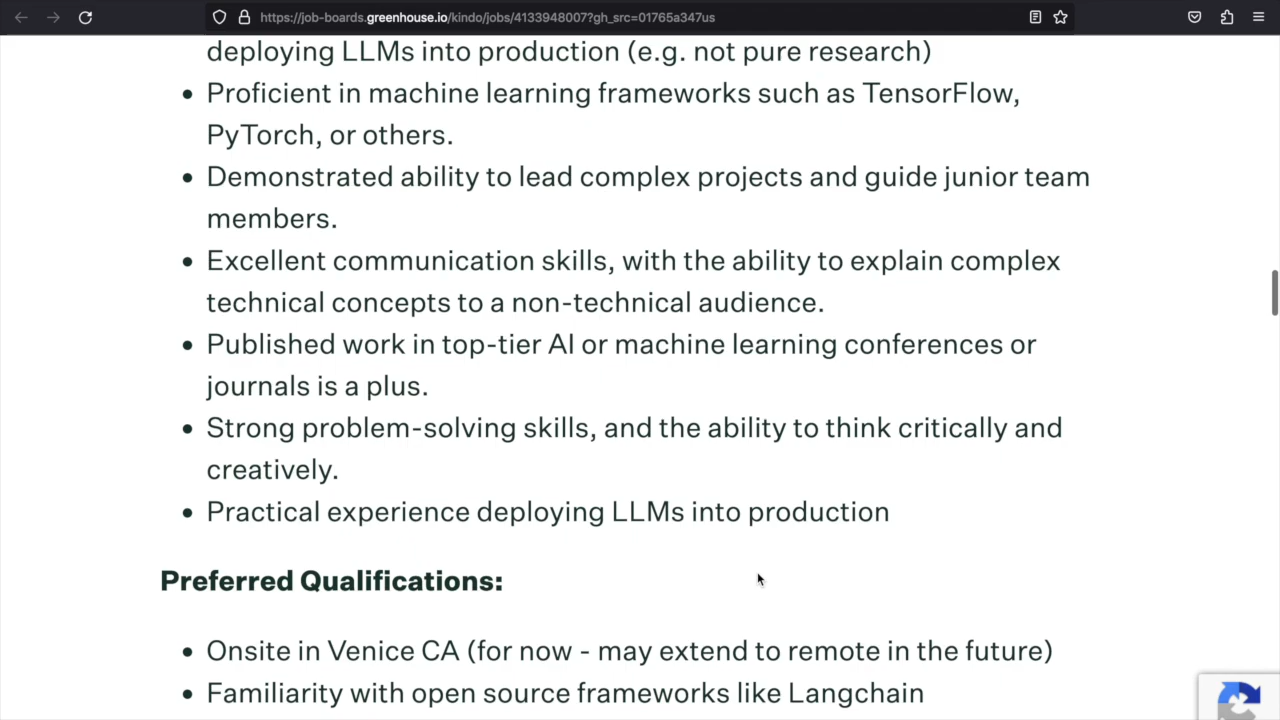 https://job-boards.greenhouse.io/kindo/jobs/4133948007?gh_src=01765a347us
deploying LLMs into production (e.g. not pure research)
• Proficient in machine learning frameworks such as TensorFlow,
PyTorch, or others.
• Demonstrated ability to lead complex projects and guide junior team
members.
• Excellent communication skills, with the ability to explain complex
technical concepts to a non-technical audience.
• Published work in top-tier AI or machine learning conferences or
journals is a plus.
• Strong problem-solving skills, and the ability to think critically and
creatively.
• Practical experience deploying LLMs into production
Preferred Qualifications:
• Onsite in Venice CA (for now - may extend to remote in the future)
• Familiarity with open source frameworks like Langchain